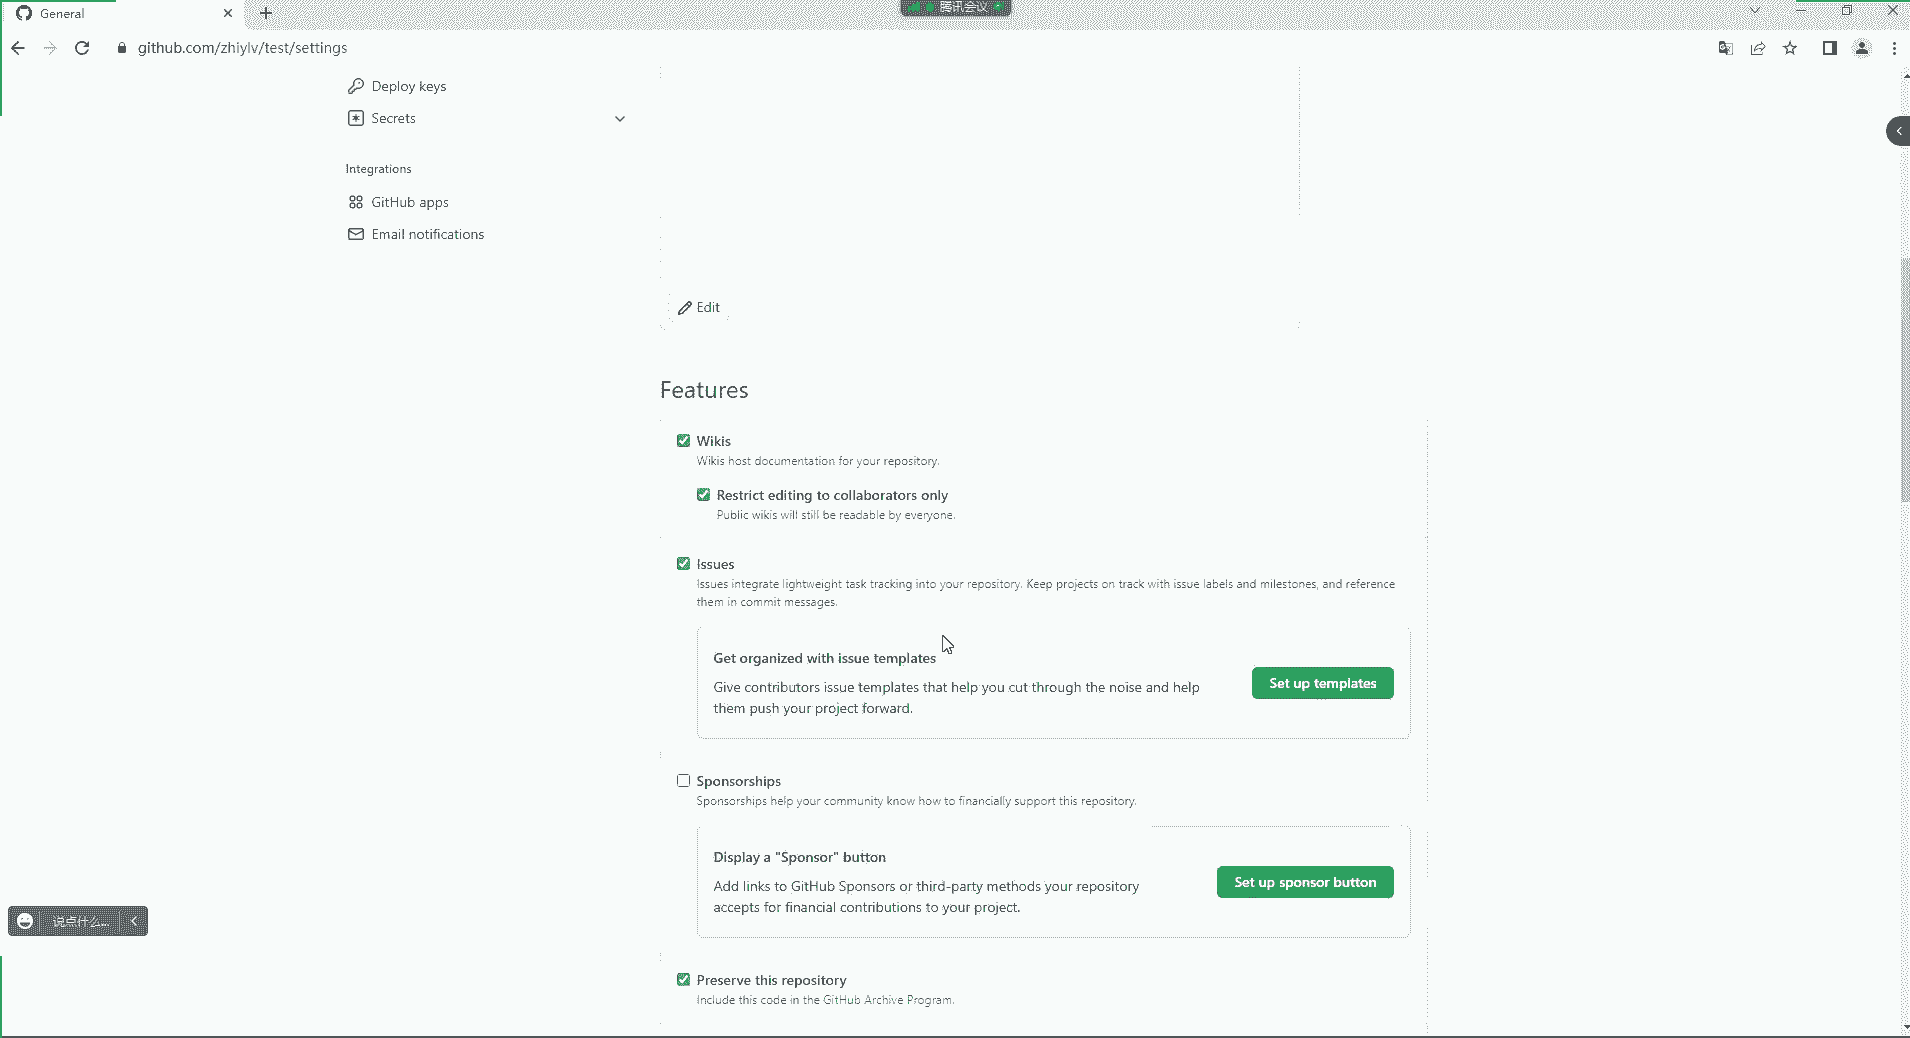 General
腾讯会议
github.com/zhiylv/test/settings
Deploy keys
Secrets
Integrations
GitHub apps
Email notifications
Edit
Features
Wikis
Wikis host documentation for your repository.
Restrict editing to collaborators only
Public wikis will still be readable by everyone.
Issues
Issues integrate lightweight task tracking into your repository. Keep projects on track with issue labels and milestones, and reference
them in commit messages.
Get organized with issue templates
Give contributors issue templates that help you cut through the noise and help
them push your project forward.
Set up templates
Sponsorships
Sponsorships help your community know how to financially support this repository.
Display a "Sponsor" button
Add links to GitHub Sponsors or third-party methods your repository
accepts for financial contributions to your project.
Set up sponsor button
说点什么...
Preserve this repository
Include this code in the GitHub Archive Program.